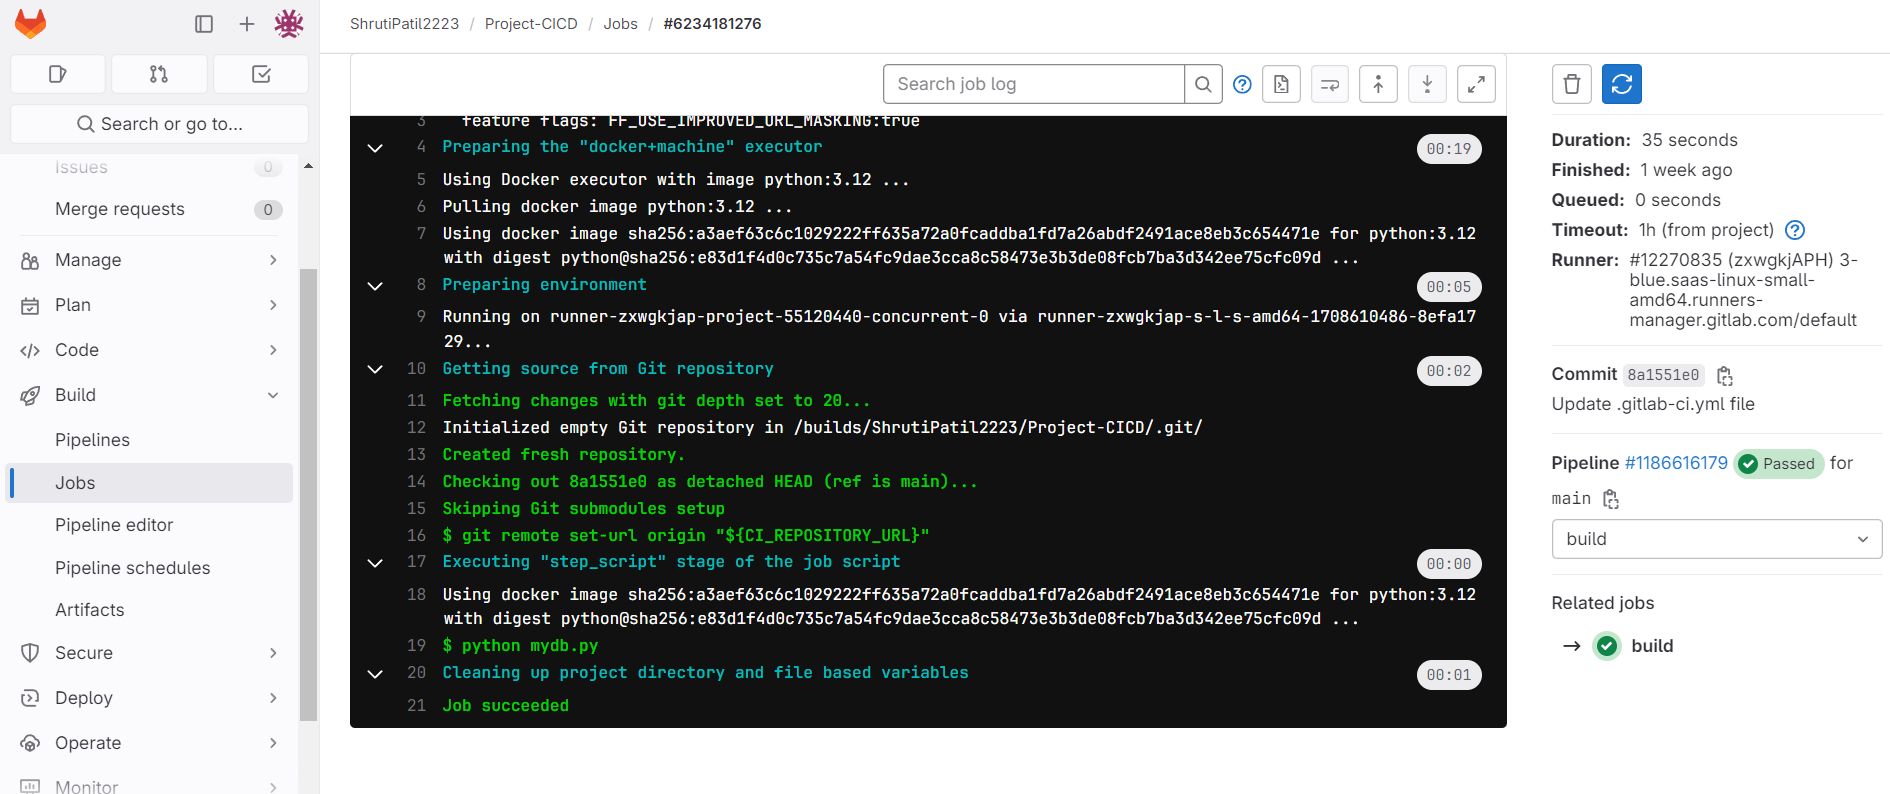 ShrutiPatil2223 / Project-CICD / Jobs / #6234181276
Search or go to...
Issues 0
Merge requests 0
Manage
Plan
Code
Build
Pipelines
Jobs
Pipeline editor
Pipeline schedules
Artifacts
Secure
Deploy
Operate
Monitor
Search job log
3 feature flags: FF_USE_IMPROVED_URL_MASKING:true
4 Preparing the "docker+machine" executor 00:19
5 Using Docker executor with image python:3.12 ...
6 Pulling docker image python:3.12 ...
7 Using docker image sha256:a3aef63c6c1029222ff635a72a0fcaddba1fd7a26abdf2491ace8eb3c654471e for python:3.12
with digest python@sha256:e83d1f4d0c735c7a54fc9dae3cca8c58473e3b3de08fcb7ba3d342ee75cfc09d ...
8 Preparing environment 00:05
9 Running on runner-zxwgkjap-project-55120440-concurrent-0 via runner-zxwgkjap-s-l-s-amd64-1708610486-8efa17
29...
10 Getting source from Git repository 00:02
11 Fetching changes with git depth set to 20...
12 Initialized empty Git repository in /builds/ShrutiPatil2223/Project-CICD/.git/
13 Created fresh repository.
14 Checking out 8a1551e0 as detached HEAD (ref is main)...
15 Skipping Git submodules setup
16 $ git remote set-url origin "${CI_REPOSITORY_URL}"
17 Executing "step_script" stage of the job script 00:00
18 Using docker image sha256:a3aef63c6c1029222ff635a72a0fcaddba1fd7a26abdf2491ace8eb3c654471e for python:3.12
with digest python@sha256:e83d1f4d0c735c7a54fc9dae3cca8c58473e3b3de08fcb7ba3d342ee75cfc09d ...
19 $ python mydb.py
20 Cleaning up project directory and file based variables 00:01
21 Job succeeded
Duration: 35 seconds
Finished: 1 week ago
Queued: 0 seconds
Timeout: 1h (from project)
Runner: #12270835 (zxwgkjAPH) 3-
blue.saas-linux-small-
amd64.runners-
manager.gitlab.com/default
Commit 8a1551e0
Update .gitlab-ci.yml file
Pipeline #1186616179 Passed for
main
build
Related jobs
→ build